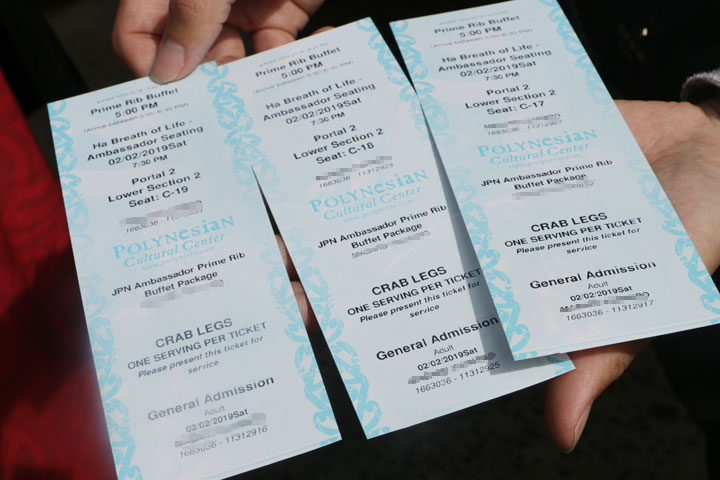 Prime Rib Buffet
5:00 PM
Ha Breath of Life -
Ambassador Seating
02/02/2019Sat
7:30 PM
Portal 2
Lower Section 2
Seat: C-19
POLYNESIAN
Cultural Center
www.polynesia.com
JPN Ambassador Prime Rib
Buffet Package
CRAB LEGS
ONE SERVING PER TICKET
Please present this ticket for
service
General Admission
Adult
02/02/2019Sat
1663036 - 11312916
Prime Rib Buffet
5:00 PM
Ha Breath of Life -
Ambassador Seating
02/02/2019Sat
7:30 PM
Portal 2
Lower Section 2
Seat: C-18
POLYNESIAN
Cultural Center
JPN Ambassador Prime Rib
Buffet Package
CRAB LEGS
ONE SERVING PER TICKET
Please present this ticket for
service
General Admission
Adult
02/02/2019Sat
1663036 - 11312925
Prime Rib Buffet
5:00 PM
Ha Breath of Life -
Ambassador Seating
02/02/2019Sat
7:30 PM
Portal 2
Lower Section 2
Seat: C-17
POLYNESIAN
Cultural Center
JPN Ambassador Prime Rib
Buffet Package
CRAB LEGS
ONE SERVING PER TICKET
Please present this ticket for
service
General Admission
Adult
02/02/2019Sat
1663036 - 11312917